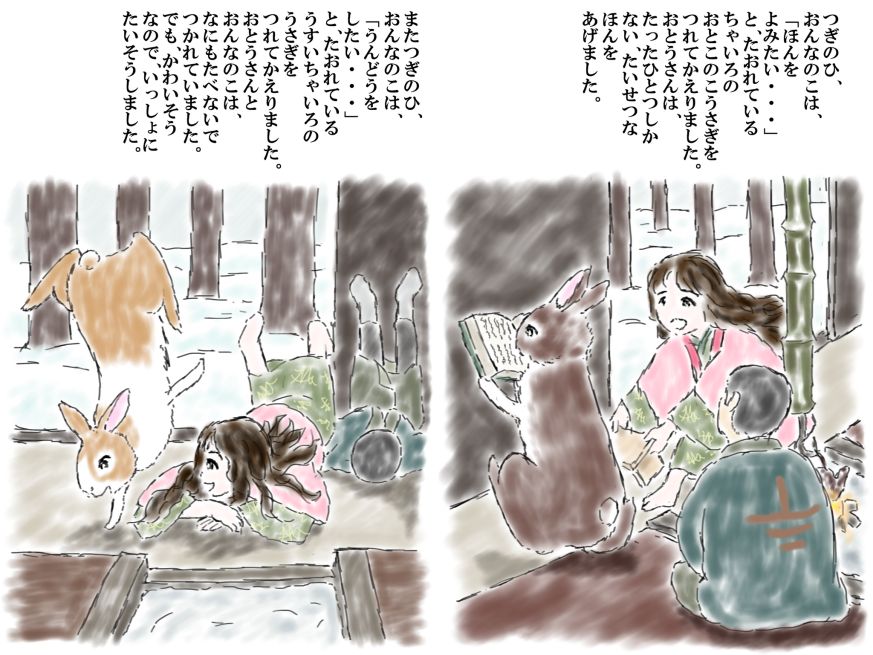 つぎのひ、
おんなのこは、
「ほんを
よみたい・・・」
と、たおれている
ちゃいろの
おとこのこうさぎを
つれてかえりました。
おとうさんは、
たったひとつしか
ない、たいせつな
ほんを
あげました。
またつぎのひ、
おんなのこは、
「うんどうを
したい・・・」
と、たおれている
うすいちゃいろの
うさぎを
つれてかえりました。
おとうさんと
おんなのこは、
なにもたべないで
つかれていました。
でも、かわいそう
なので、いっしょに
たいそうしました。